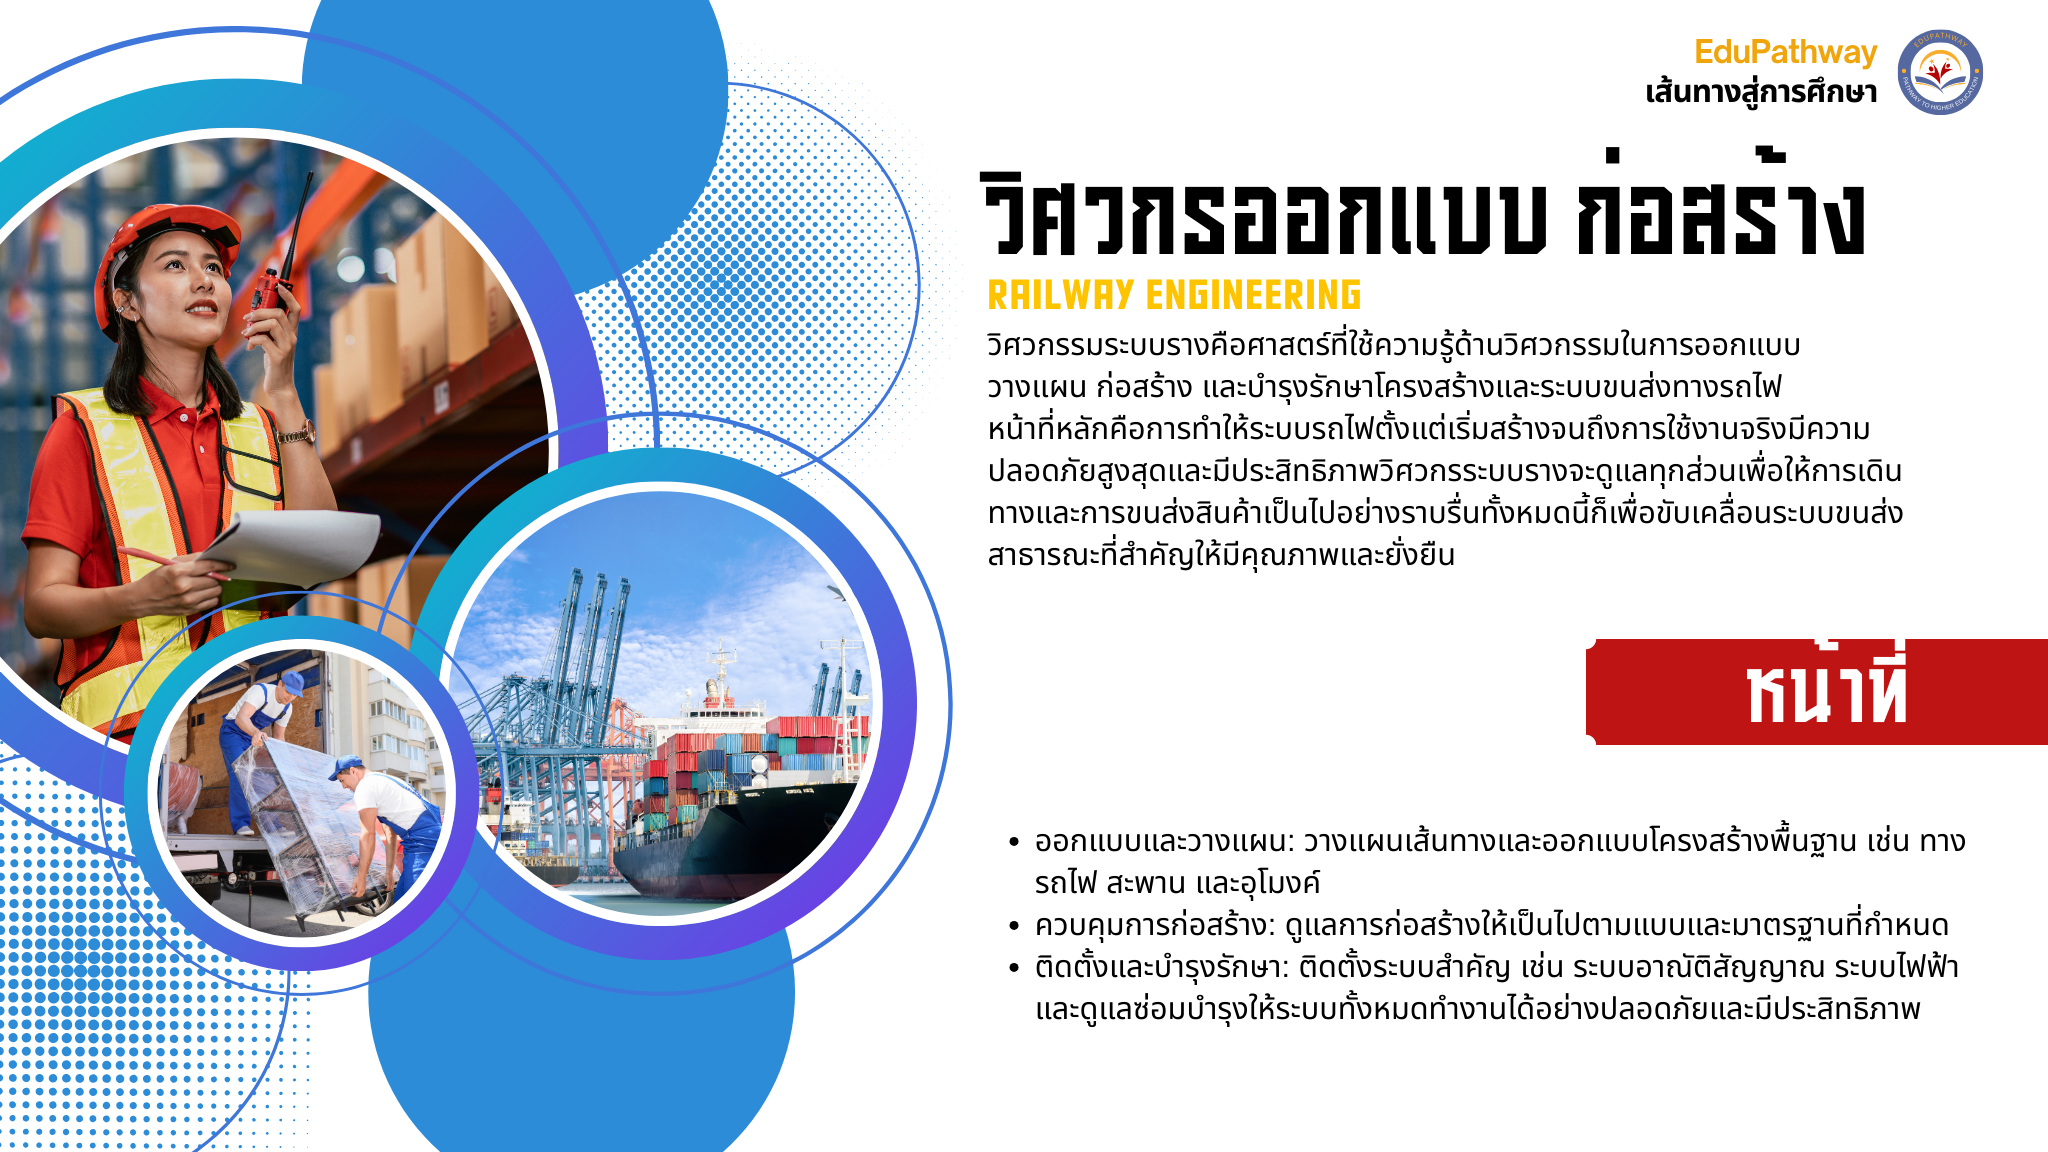 EduPathway
เส้นทางสู่การศึกษา
EDUPATHWAY
PATHWAY TO HIGHER EDUCATION
วิศวกรออกแบบ ก่อสร้าง
RAILWAY ENGINEERING
วิศวกรรมระบบรางคือศาสตร์ที่ใช้ความรู้ด้านวิศวกรรมในการออกแบบ
วางแผน ก่อสร้าง และบำรุงรักษาโครงสร้างและระบบขนส่งทางรถไฟ
หน้าที่หลักคือการทำให้ระบบรถไฟตั้งแต่เริ่มสร้างจนถึงการใช้งานจริงมีความ
ปลอดภัยสูงสุดและมีประสิทธิภาพวิศวกรระบบรางจะดูแลทุกส่วนเพื่อให้การเดิน
ทางและการขนส่งสินค้าเป็นไปอย่างราบรื่นทั้งหมดนี้ก็เพื่อขับเคลื่อนระบบขนส่ง
สาธารณะที่สำคัญให้มีคุณภาพและยั่งยืน
หน้าที่
• ออกแบบและวางแผน: วางแผนเส้นทางและออกแบบโครงสร้างพื้นฐาน เช่น ทาง
รถไฟ สะพาน และอุโมงค์
• ควบคุมการก่อสร้าง: ดูแลการก่อสร้างให้เป็นไปตามแบบและมาตรฐานที่กำหนด
• ติดตั้งและบำรุงรักษา: ติดตั้งระบบสำคัญ เช่น ระบบอาณัติสัญญาณ ระบบไฟฟ้า
และดูแลซ่อมบำรุงให้ระบบทั้งหมดทำงานได้อย่างปลอดภัยและมีประสิทธิภาพ